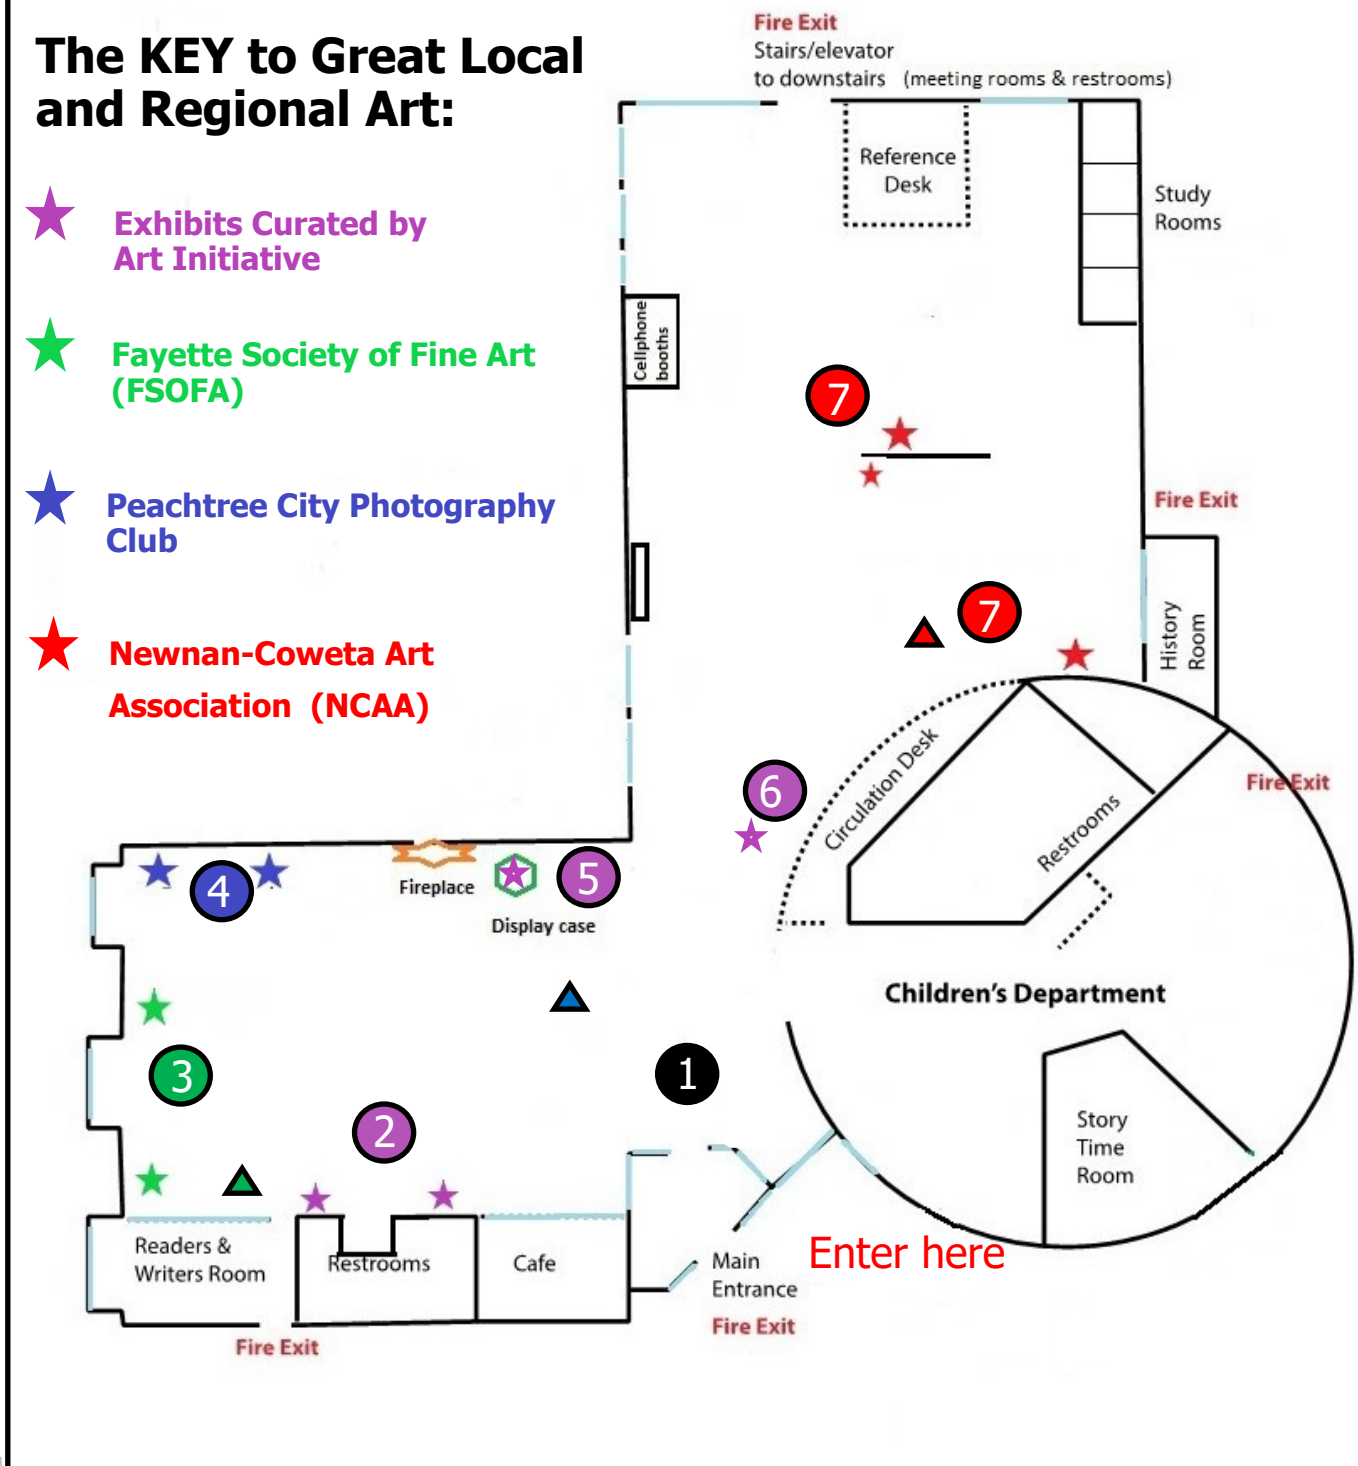 The KEY to Great Local
and Regional Art:
Exhibits Curated by
Art Initiative
Fayette Society of Fine Art
(FSOFA)
Peachtree City Photography
Club
Newnan-Coweta Art
Association (NCAA)
Fire Exit
Stairs/elevator
to downstairs (meeting rooms & restrooms)
Reference
Desk
Study
Rooms
Cellphone
booths
7
Fire Exit
7
History
Room
6
Circulation Desk
Restrooms
Fire Exit
4
Fireplace
5
Display case
Children's Department
3
2
1
Story
Time
Room
Readers &
Writers Room
Restrooms
Cafe
Main
Entrance
Enter here
Fire Exit
Fire Exit